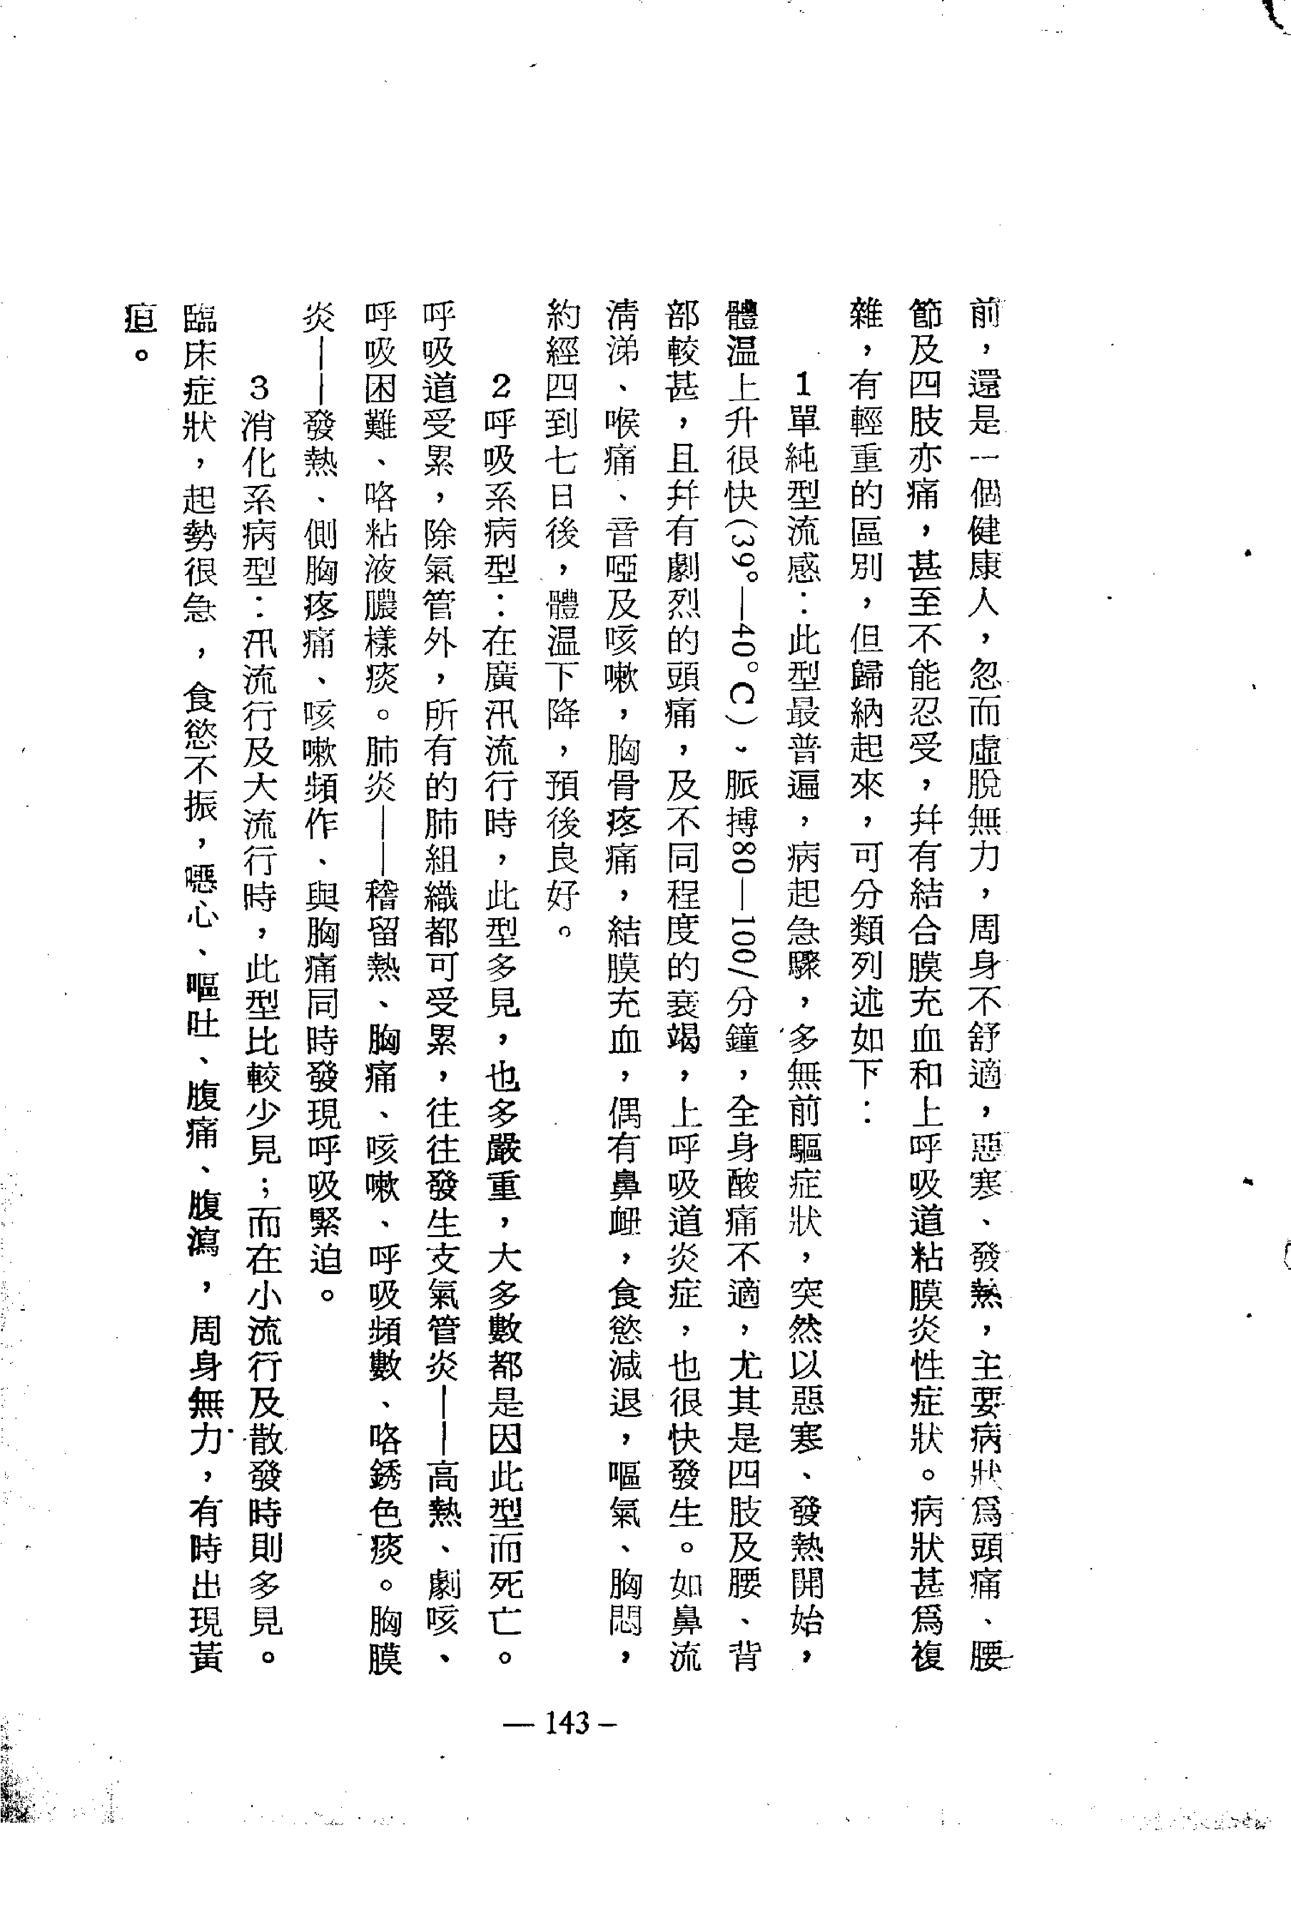 前，還是一個健康人，忽而虛脫無力，周身不舒適，惡寒、發熱，主要病狀爲頭痛、腰
節及四肢亦痛，甚至不能忍受，幷有結合膜充血和上呼吸道粘膜炎性症狀。病狀甚爲複
雜，有輕重的區別，但歸納起來，可分類列述如下：
1單純型流感：此型最普遍，病起急驟，多無前驅症狀，突然以惡寒、發熱開始，
體温上升很快(39°—40°C)、脈搏80—100/分鐘，全身酸痛不適，尤其是四肢及腰、背
部較甚，且幷有劇烈的頭痛，及不同程度的衰竭，上呼吸道炎症，也很快發生。如鼻流
淸涕、喉痛、音啞及咳嗽，胸骨疼痛，結膜充血，偶有鼻衄，食慾減退，嘔氣、胸悶，
約經四到七日後，體温下降，預後良好。
2呼吸系病型：在廣汛流行時，此型多見，也多嚴重，大多數都是因此型而死亡。
呼吸道受累，除氣管外，所有的肺組織都可受累，往往發生支氣管炎——高熱、劇咳、
呼吸困難、咯粘液膿樣痰。肺炎——稽留熱、胸痛、咳嗽、呼吸頻數、咯銹色痰。胸膜
炎——發熱、側胸疼痛、咳嗽頻作、與胸痛同時發現呼吸緊迫。
3消化系病型：汛流行及大流行時，此型比較少見；而在小流行及散發時則多見。
臨床症狀，起勢很急，食慾不振，噁心、嘔吐、腹痛、腹瀉，周身無力，有時出現黃
疸。
—143—